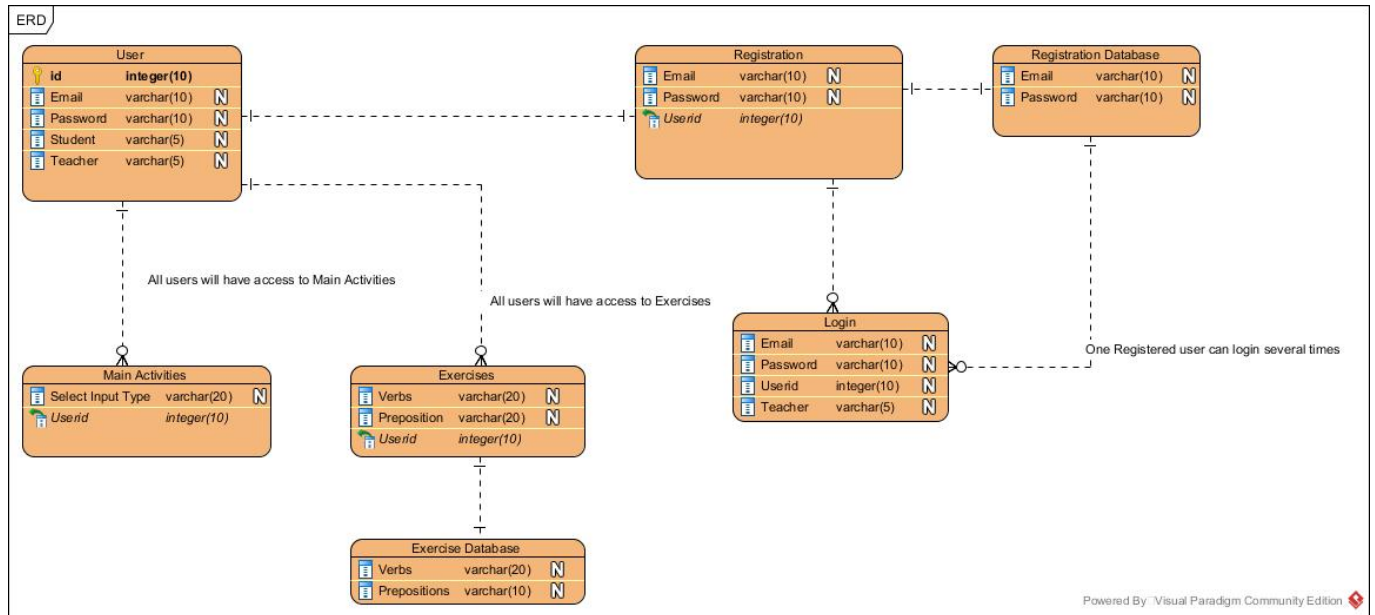 ERD
User
id integer(10)
Email varchar(10) N
Password varchar(10) N
Student varchar(5) N
Teacher varchar(5) N
Registration
Email varchar(10) N
Password varchar(10) N
Userid integer(10)
Registration Database
Email varchar(10) N
Password varchar(10) N
All users will have access to Main Activities
All users will have access to Exercises
Login
Email varchar(10) N
Password varchar(10) N
Userid integer(10) N
Teacher varchar(5) N
One Registered user can login several times
Main Activities
Select Input Type varchar(20) N
Userid integer(10)
Exercises
Verbs varchar(20) N
Preposition varchar(20) N
Userid integer(10)
Exercise Database
Verbs varchar(20) N
Prepositions varchar(10) N
Powered By Visual Paradigm Community Edition